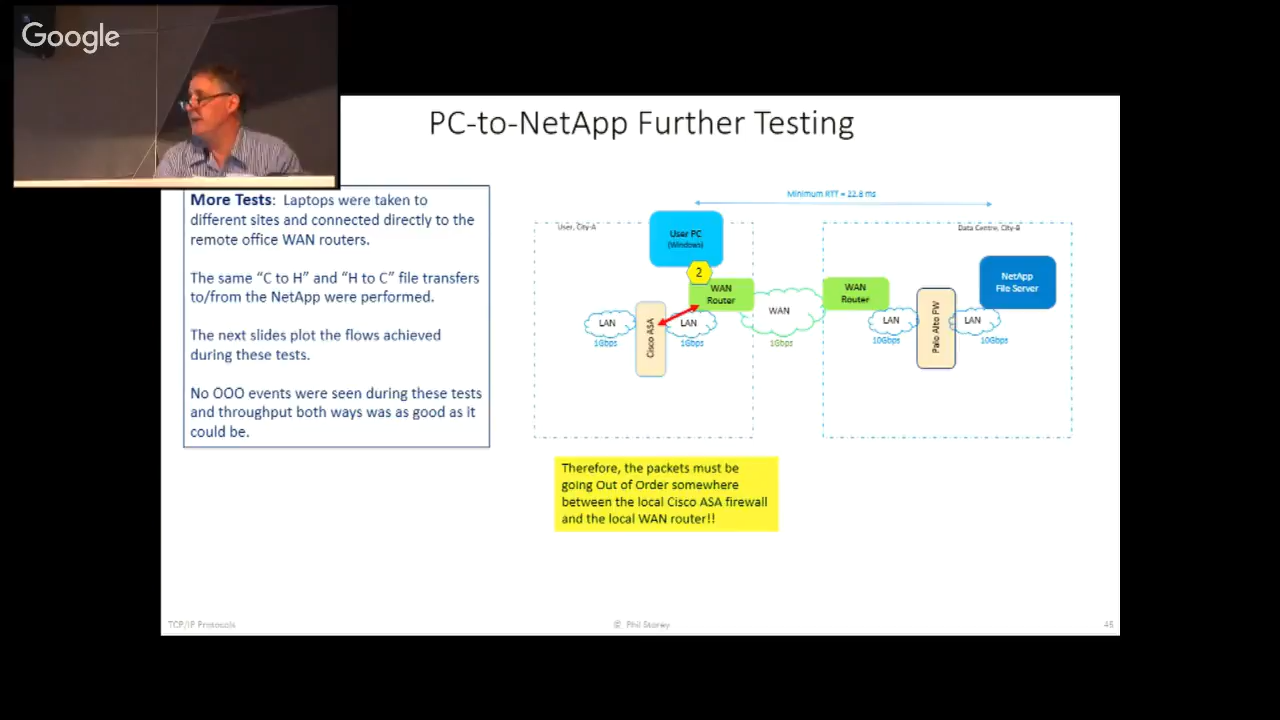 Google
PC-to-NetApp Further Testing
More Tests: Laptops were taken to
different sites and connected directly to the
remote office WAN routers.
The same “C to H” and “H to C” file transfers
to/from the NetApp were performed.
The next slides plot the flows achieved
during these tests.
No OOO events were seen during these tests
and throughput both ways was as good as it
could be.
Minimum RTT = 22.8 ms
User, City-A
Data Centre, City-B
User PC
(Windows)
2
WAN
Router
LAN
1Gbps
Cisco ASA
LAN
1Gbps
WAN
1Gbps
WAN
Router
LAN
10Gbps
Palo Alto FW
LAN
10Gbps
NetApp
File Server
Therefore, the packets must be
going Out of Order somewhere
between the local Cisco ASA firewall
and the local WAN router!!
TCP/IP Protocols
© Phil Storey
46